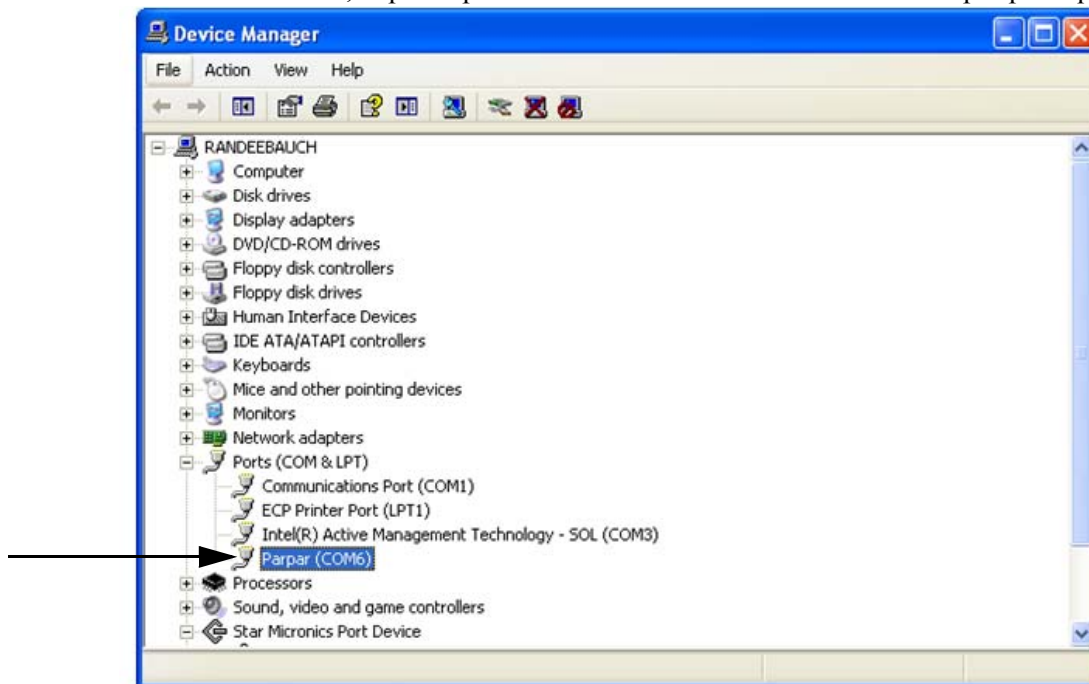 Device Manager
File Action View Help
RANDEEBAUCH
Computer
Disk drives
Display adapters
DVD/CD-ROM drives
Floppy disk controllers
Floppy disk drives
Human Interface Devices
IDE ATA/ATAPI controllers
Keyboards
Mice and other pointing devices
Monitors
Network adapters
Ports (COM & LPT)
Communications Port (COM1)
ECP Printer Port (LPT1)
Intel(R) Active Management Technology - SOL (COM3)
Parpar (COM6)
Processors
Sound, video and game controllers
Star Micronics Port Device